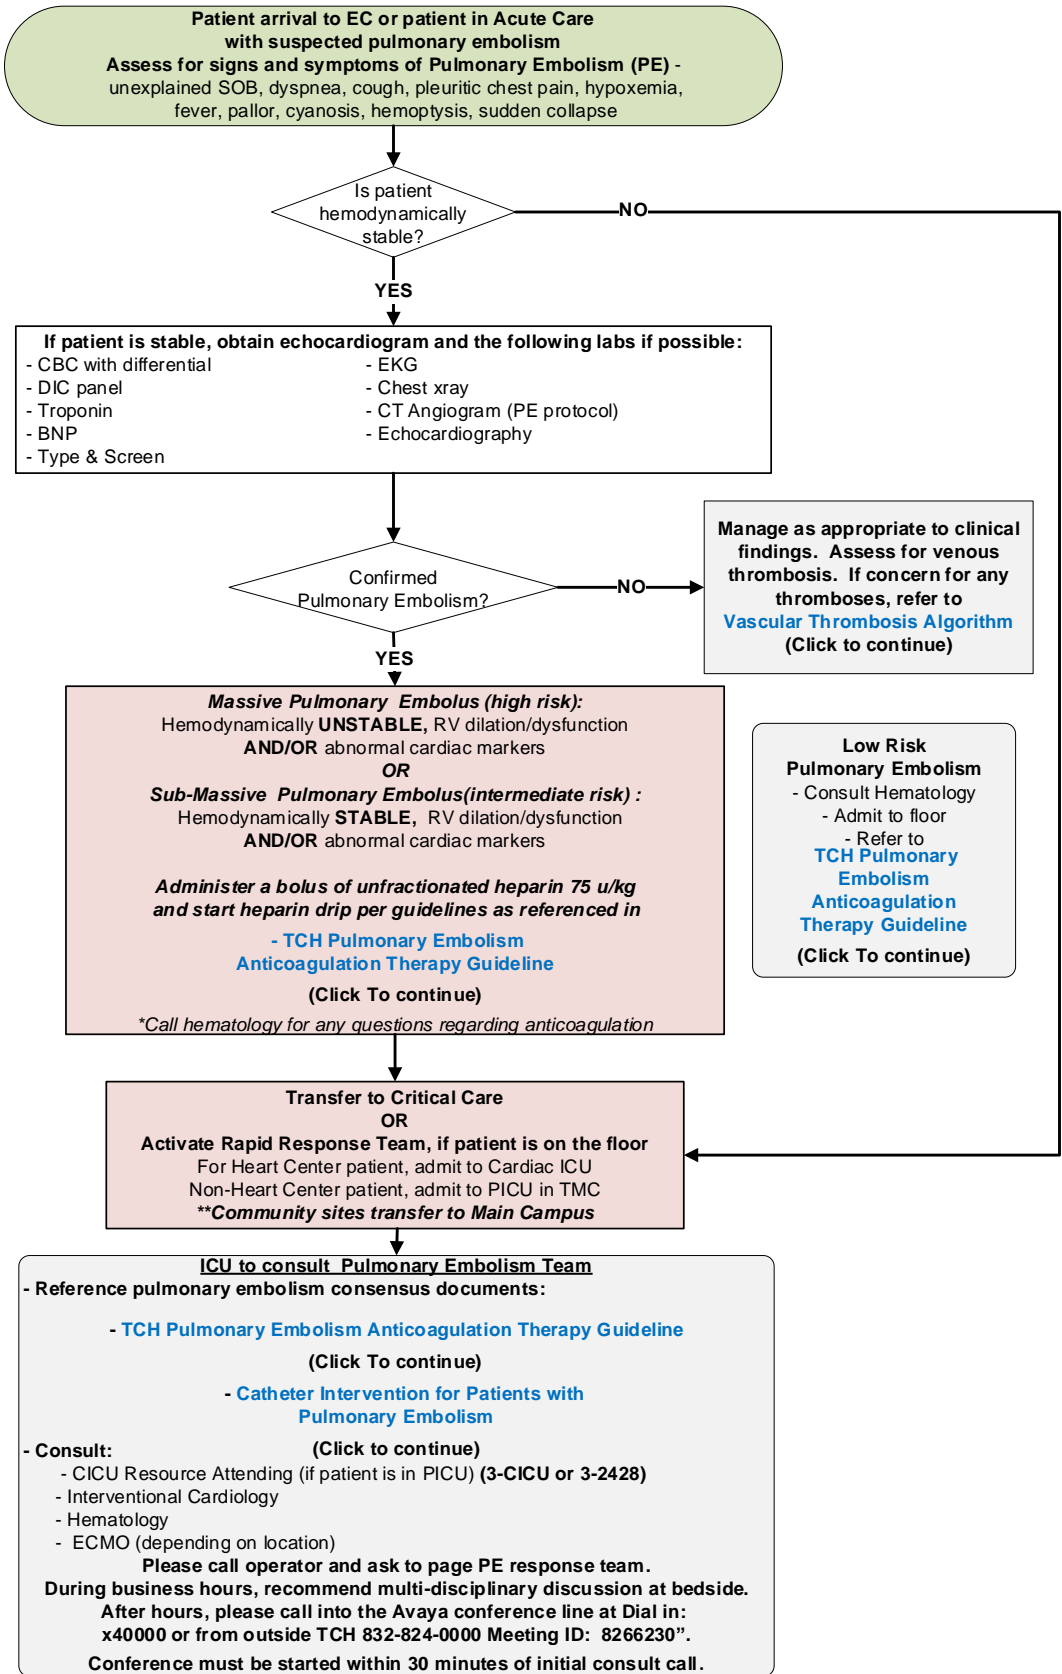 Patient arrival to EC or patient in Acute Care
with suspected pulmonary embolism
Assess for signs and symptoms of Pulmonary Embolism (PE) -
unexplained SOB, dyspnea, cough, pleuritic chest pain, hypoxemia,
fever, pallor, cyanosis, hemoptysis, sudden collapse
Is patient
hemodynamically
stable?
NO
YES
If patient is stable, obtain echocardiogram and the following labs if possible:
- CBC with differential
- DIC panel
- Troponin
- BNP
- Type & Screen
- EKG
- Chest xray
- CT Angiogram (PE protocol)
- Echocardiography
Confirmed
Pulmonary Embolism?
NO
Manage as appropriate to clinical
findings. Assess for venous
thrombosis. If concern for any
thromboses, refer to
Vascular Thrombosis Algorithm
(Click to continue)
YES
Massive Pulmonary Embolus (high risk):
Hemodynamically UNSTABLE, RV dilation/dysfunction
AND/OR abnormal cardiac markers
OR
Sub-Massive Pulmonary Embolus(intermediate risk) :
Hemodynamically STABLE, RV dilation/dysfunction
AND/OR abnormal cardiac markers
Administer a bolus of unfractionated heparin 75 u/kg
and start heparin drip per guidelines as referenced in
- TCH Pulmonary Embolism
Anticoagulation Therapy Guideline
(Click To continue)
*Call hematology for any questions regarding anticoagulation
Low Risk
Pulmonary Embolism
- Consult Hematology
- Admit to floor
- Refer to
TCH Pulmonary
Embolism
Anticoagulation
Therapy Guideline
(Click To continue)
Transfer to Critical Care
OR
Activate Rapid Response Team, if patient is on the floor
For Heart Center patient, admit to Cardiac ICU
Non-Heart Center patient, admit to PICU in TMC
**Community sites transfer to Main Campus
ICU to consult Pulmonary Embolism Team
- Reference pulmonary embolism consensus documents:
- TCH Pulmonary Embolism Anticoagulation Therapy Guideline
(Click To continue)
- Catheter Intervention for Patients with
Pulmonary Embolism
(Click to continue)
- Consult:
- CICU Resource Attending (if patient is in PICU) (3-CICU or 3-2428)
- Interventional Cardiology
- Hematology
- ECMO (depending on location)
Please call operator and ask to page PE response team.
During business hours, recommend multi-disciplinary discussion at bedside.
After hours, please call into the Avaya conference line at Dial in:
x40000 or from outside TCH 832-824-0000 Meeting ID: 8266230”.
Conference must be started within 30 minutes of initial consult call.